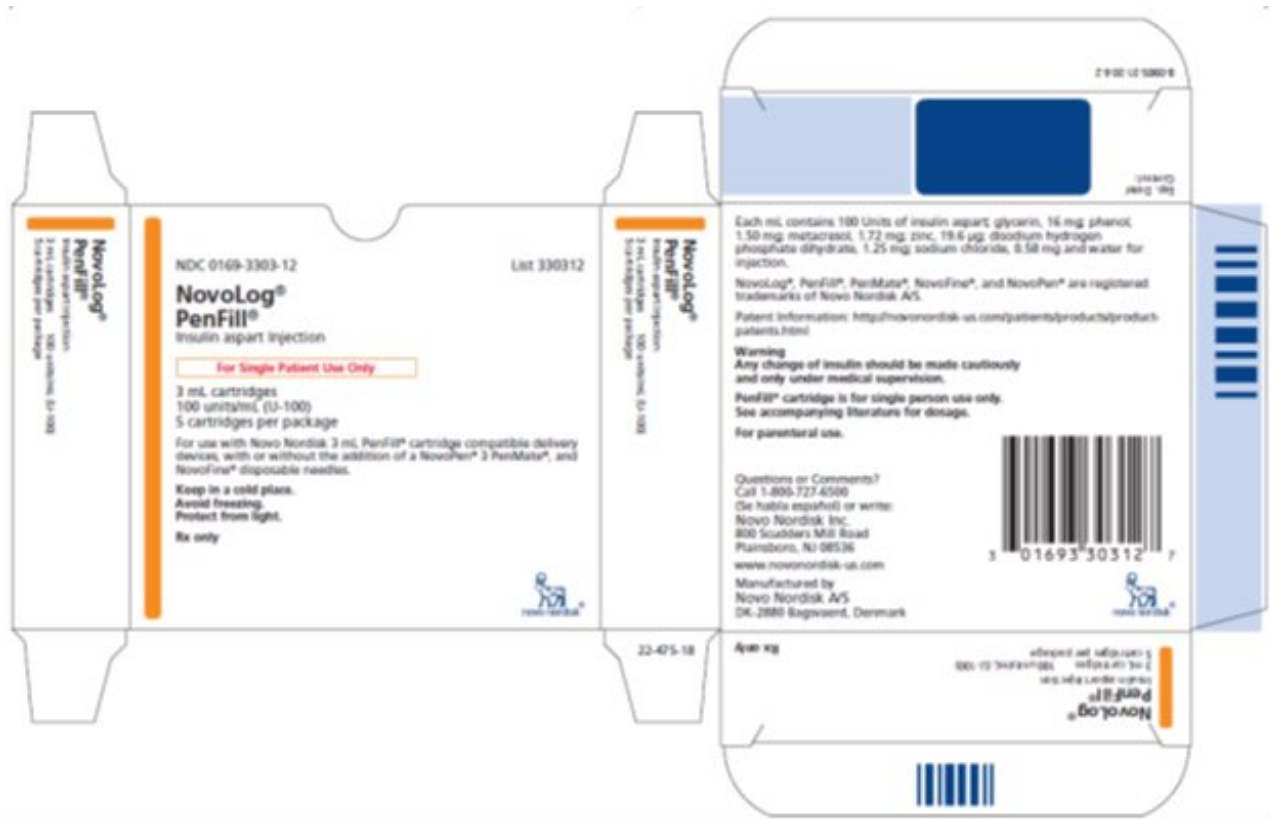 NovoLog®
PenFill®
Insulin aspart Injection
3 mL cartridges 100 units/mL (U-100)
5 cartridges per package
NDC 0169-3303-12
List 330312
NovoLog®
PenFill®
Insulin aspart Injection
For Single Patient Use Only
3 mL cartridges
100 units/mL (U-100)
5 cartridges per package
For use with Novo Nordisk 3 mL PenFill® cartridge compatible delivery
devices, with or without the addition of a NovoPen® 3 PenMate®, and
NovoFine® disposable needles.
Keep in a cold place.
Avoid freezing.
Protect from light.
Rx only
novo nordisk®
NovoLog®
PenFill®
Insulin aspart Injection
3 mL cartridges 100 units/mL (U-100)
5 cartridges per package
22-475-18
Exp. Date/
Control:
Each mL contains 100 Units of insulin aspart, glycerin, 16 mg; phenol,
1.50 mg; metacresol, 1.72 mg; zinc, 19.6 µg; disodium hydrogen
phosphate dihydrate, 1.25 mg; sodium chloride, 0.58 mg and water for
injection.
NovoLog®, PenFill®, PenMate®, NovoFine®, and NovoPen® are registered
trademarks of Novo Nordisk A/S.
Patent Information: http://novonordisk-us.com/patients/products/product-
patents.html
Warning
Any change of insulin should be made cautiously
and only under medical supervision.
PenFill® cartridge is for single person use only.
See accompanying literature for dosage.
For parenteral use.
Questions or Comments?
Call 1-800-727-6500
(Se habla español) or write:
Novo Nordisk Inc.
800 Scudders Mill Road
Plainsboro, NJ 08536
www.novonordisk-us.com
Manufactured by
Novo Nordisk A/S
DK-2880 Bagsvaerd, Denmark
3 01693 30312 7
novo nordisk®
NovoLog®
PenFill®
Insulin aspart Injection
3 mL cartridges 100 units/mL (U-100)
5 cartridges per package
Rx only